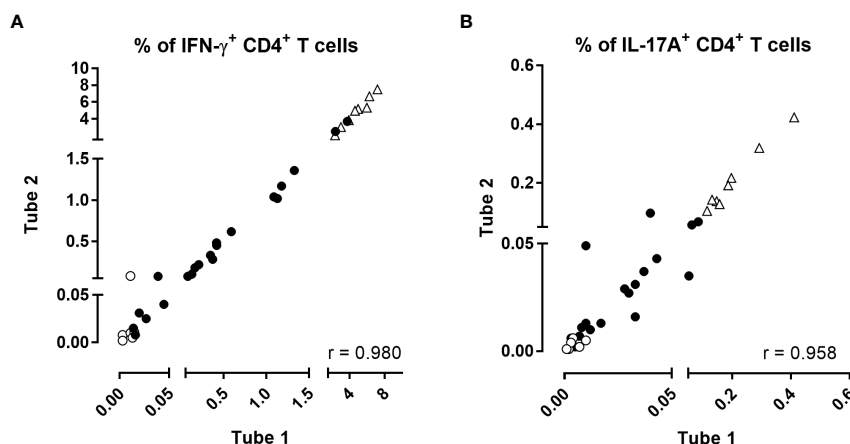 A
% of IFN-γ⁺ CD4⁺ T cells
10
8
6
4
1.5
1.0
0.5
0.05
0.00
Tube 2
0.00
0.05
0.5
1.0
1.5
4
8
r = 0.980
Tube 1
B
% of IL-17A⁺ CD4⁺ T cells
0.6
0.4
0.2
0.05
0.00
Tube 2
0.00
0.05
0.2
0.4
0.6
r = 0.958
Tube 1